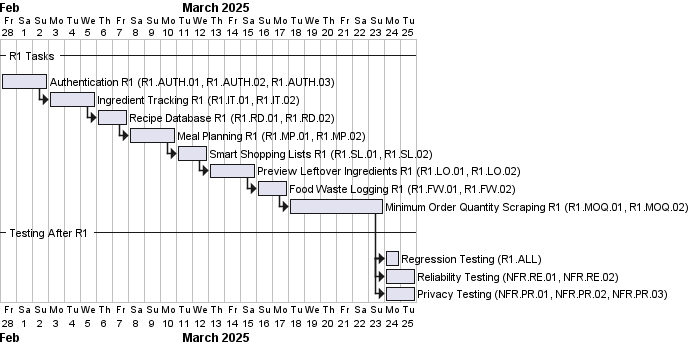 Feb March 2025
Fr Sa Su Mo Tu We Th Fr Sa Su Mo Tu We Th Fr Sa Su Mo Tu We Th Fr Sa Su Mo Tu
28 1 2 3 4 5 6 7 8 9 10 11 12 13 14 15 16 17 18 19 20 21 22 23 24 25
R1 Tasks
Authentication R1 (R1.AUTH.01, R1.AUTH.02, R1.AUTH.03)
Ingredient Tracking R1 (R1.IT.01, R1.IT.02)
Recipe Database R1 (R1.RD.01, R1.RD.02)
Meal Planning R1 (R1.MP.01, R1.MP.02)
Smart Shopping Lists R1 (R1.SL.01, R1.SL.02)
Preview Leftover Ingredients R1 (R1.LO.01, R1.LO.02)
Food Waste Logging R1 (R1.FW.01, R1.FW.02)
Minimum Order Quantity Scraping R1 (R1.MOQ.01, R1.MOQ.02)
Testing After R1
Regression Testing (R1.ALL)
Reliability Testing (NFR.RE.01, NFR.RE.02)
Privacy Testing (NFR.PR.01, NFR.PR.02, NFR.PR.03)
Fr Sa Su Mo Tu We Th Fr Sa Su Mo Tu We Th Fr Sa Su Mo Tu We Th Fr Sa Su Mo Tu
28 1 2 3 4 5 6 7 8 9 10 11 12 13 14 15 16 17 18 19 20 21 22 23 24 25
Feb March 2025